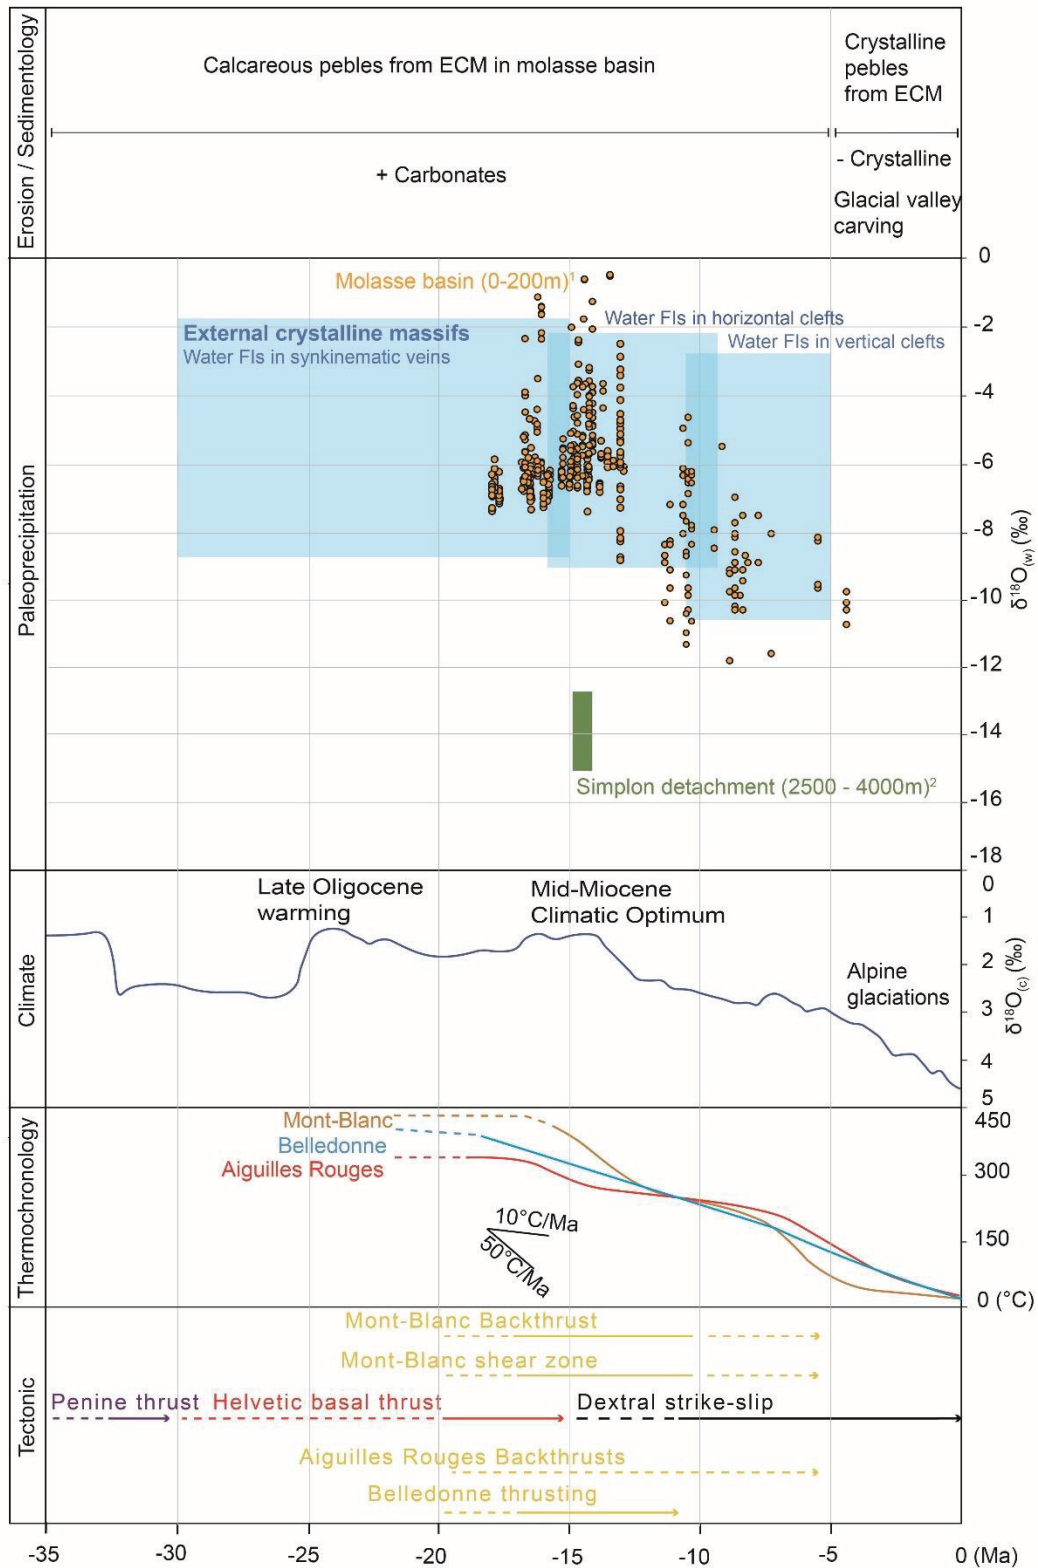 Erosion / Sedimentology
Calcareous pebles from ECM in molasse basin
Crystalline
pebles
from ECM
+ Carbonates
- Crystalline
Glacial valley
carving
Paleoprecipitation
Molasse basin (0-200m)¹
External crystalline massifs
Water FIs in synkinematic veins
Water FIs in horizontal clefts
Water FIs in vertical clefts
Simplon detachment (2500 - 4000m)²
0
-2
-4
-6
-8
-10
-12
-14
-16
-18
δ¹⁸O(w) (‰)
Climate
Late Oligocene
warming
Mid-Miocene
Climatic Optimum
Alpine
glaciations
0
1
2
3
4
5
δ¹⁸O(c) (‰)
Thermochronology
Mont-Blanc
Belledonne
Aiguilles Rouges
10°C/Ma
50°C/Ma
450
300
150
0 (°C)
Tectonic
Mont-Blanc Backthrust
Mont-Blanc shear zone
Penine thrust
Helvetic basal thrust
Dextral strike-slip
Aiguilles Rouges Backthrusts
Belledonne thrusting
-35 -30 -25 -20 -15 -10 -5 0 (Ma)